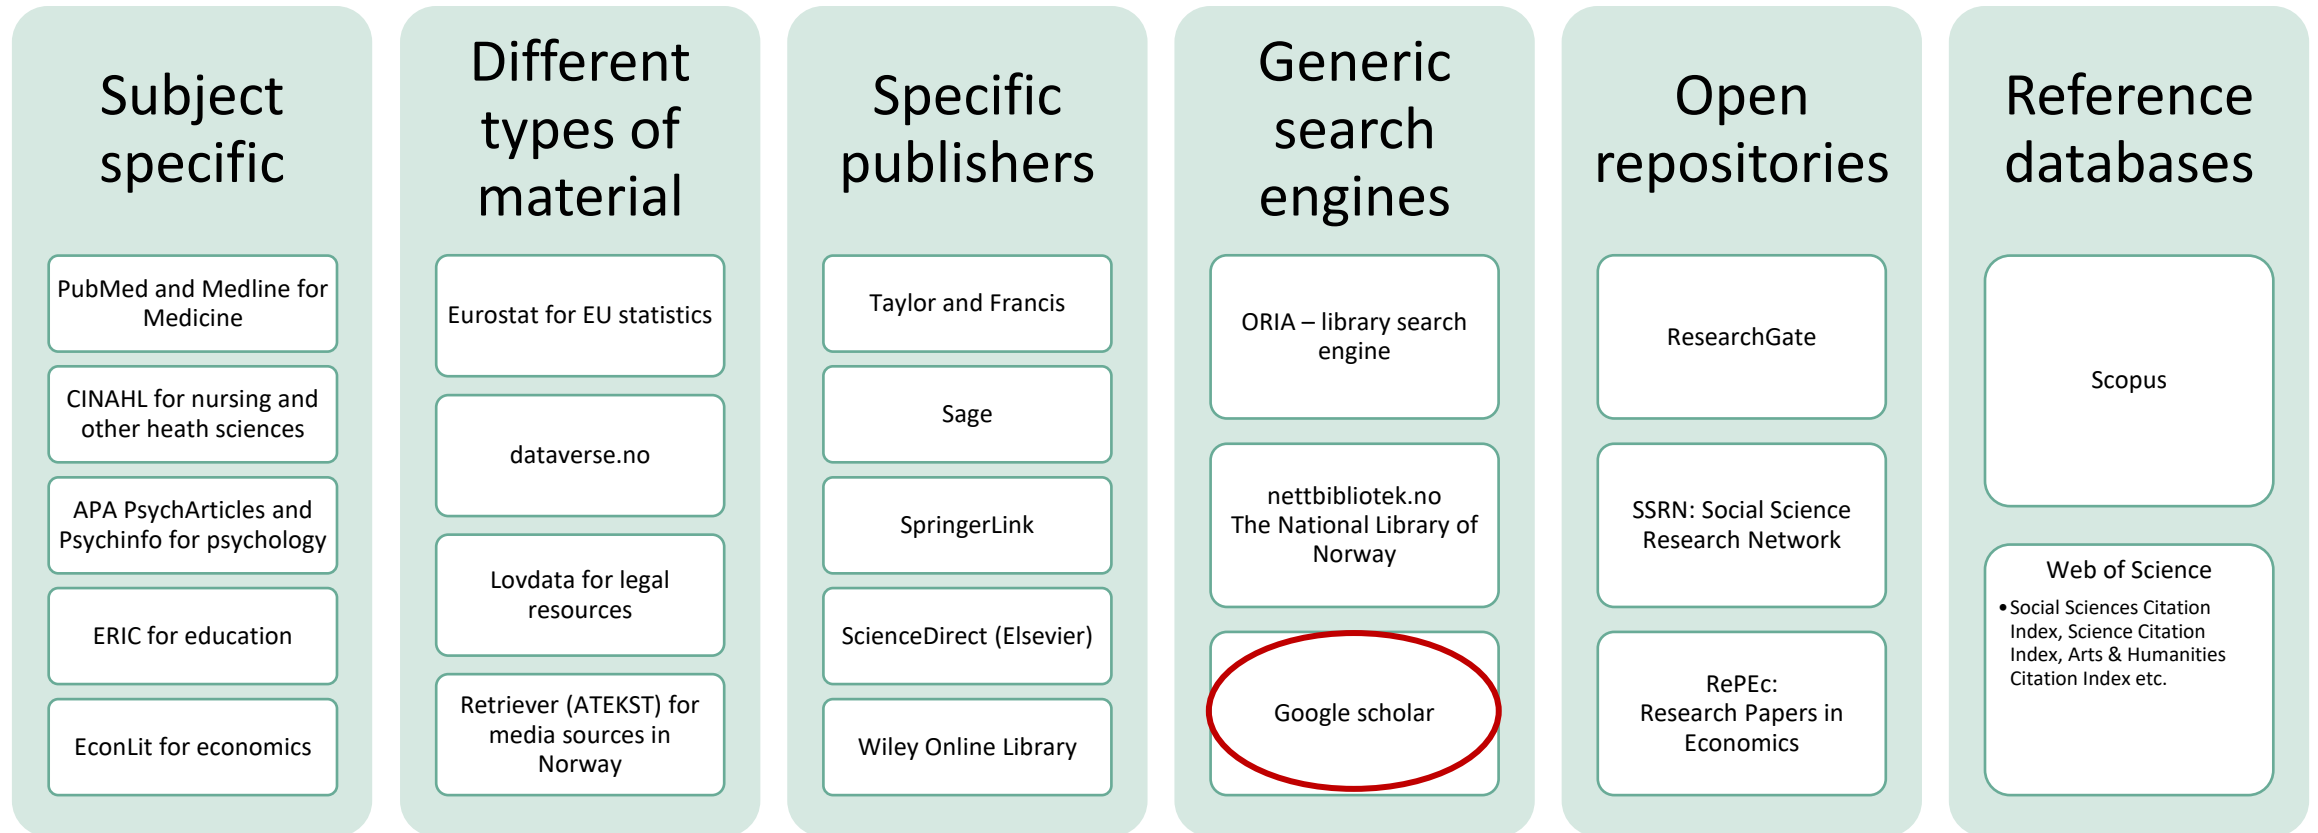 Subject
specific
PubMed and Medline for
Medicine
CINAHL for nursing and
other heath sciences
APA PsychArticles and
Psychinfo for psychology
ERIC for education
EconLit for economics
Different
types of
material
Eurostat for EU statistics
dataverse.no
Lovdata for legal
resources
Retriever (ATEKST) for
media sources in
Norway
Specific
publishers
Taylor and Francis
Sage
SpringerLink
ScienceDirect (Elsevier)
Wiley Online Library
Generic
search
engines
ORIA – library search
engine
nettbibliotek.no
The National Library of
Norway
Google scholar
Open
repositories
ResearchGate
SSRN: Social Science
Research Network
RePEc:
Research Papers in
Economics
Reference
databases
Scopus
Web of Science
•Social Sciences Citation
Index, Science Citation
Index, Arts & Humanities
Citation Index etc.